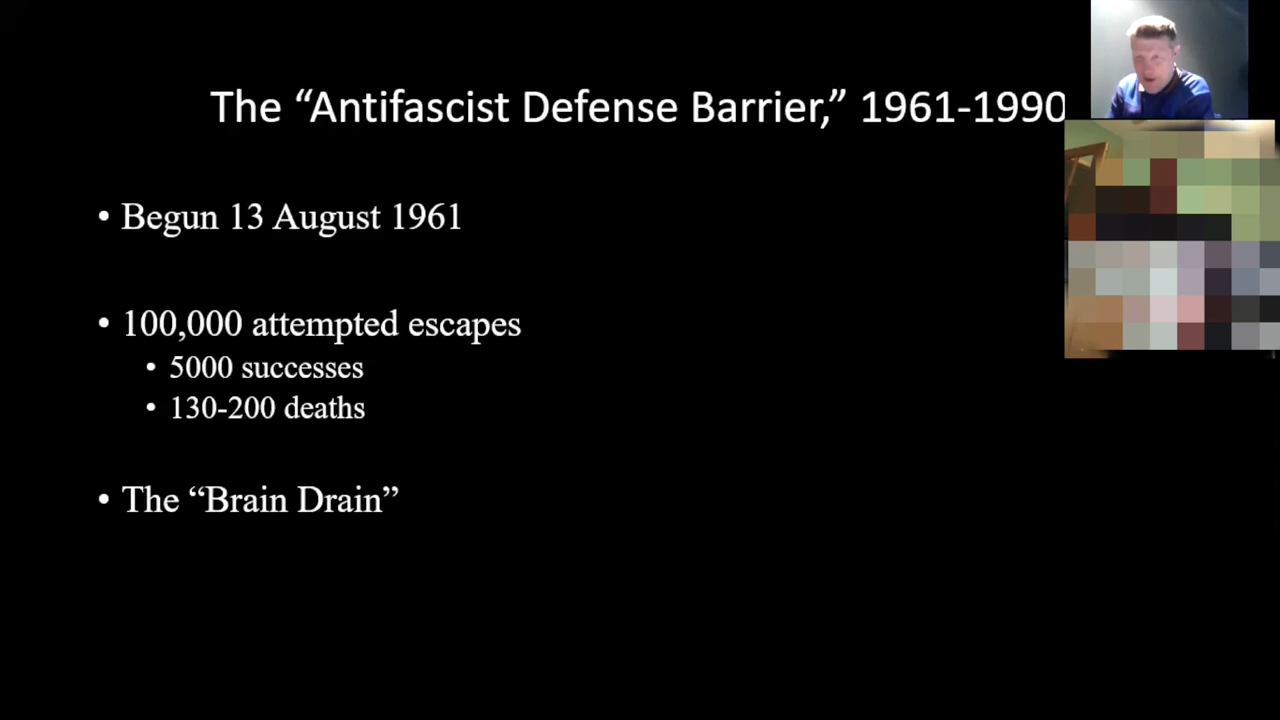 The “Antifascist Defense Barrier,” 1961-1990
• Begun 13 August 1961
• 100,000 attempted escapes
• 5000 successes
• 130-200 deaths
• The “Brain Drain”